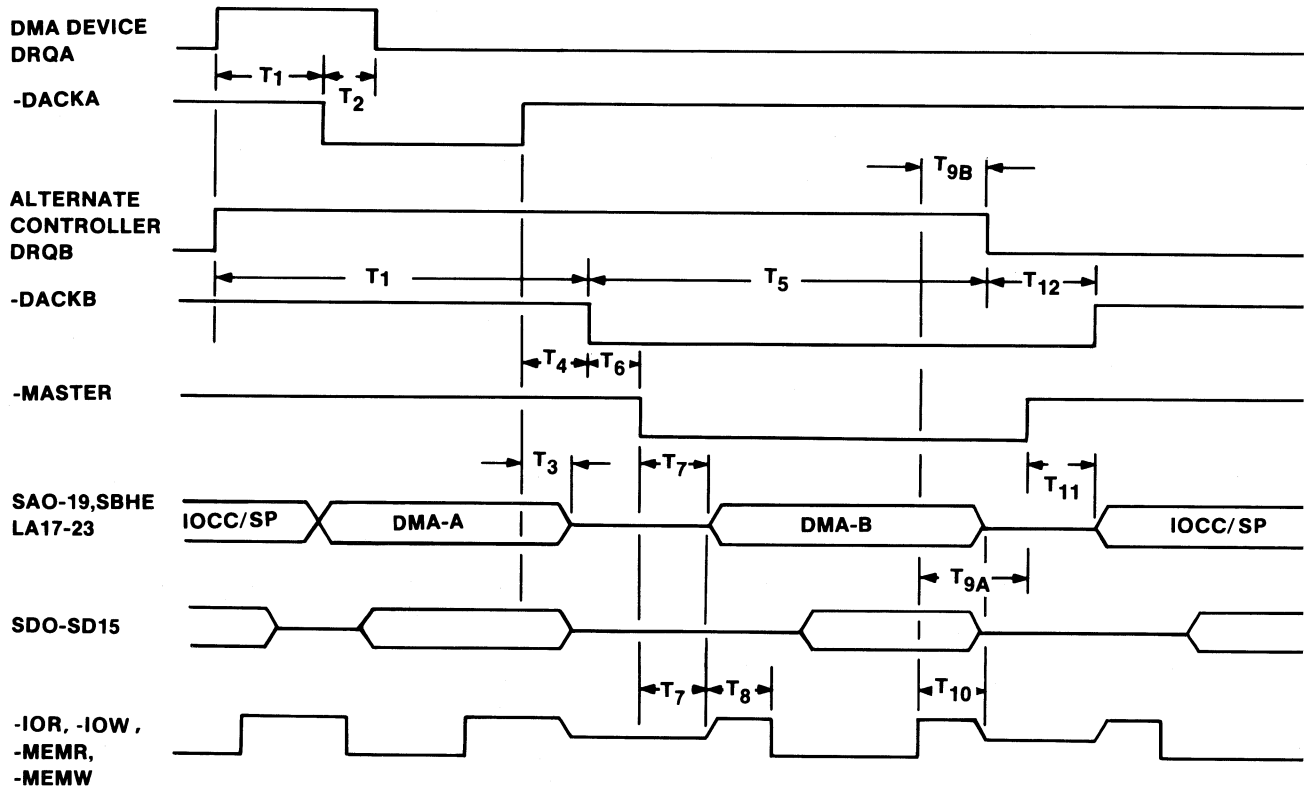 DMA DEVICE
DRQA
T1
T2
-DACKA
T9B
ALTERNATE
CONTROLLER
DRQB
T1
T5
T12
-DACKB
T4
T6
-MASTER
T3
T7
T11
SAO-19,SBHE
LA17-23
IOCC/SP
DMA-A
DMA-B
IOCC/SP
T9A
SDO-SD15
T7
T8
T10
-IOR, -IOW,
-MEMR,
-MEMW